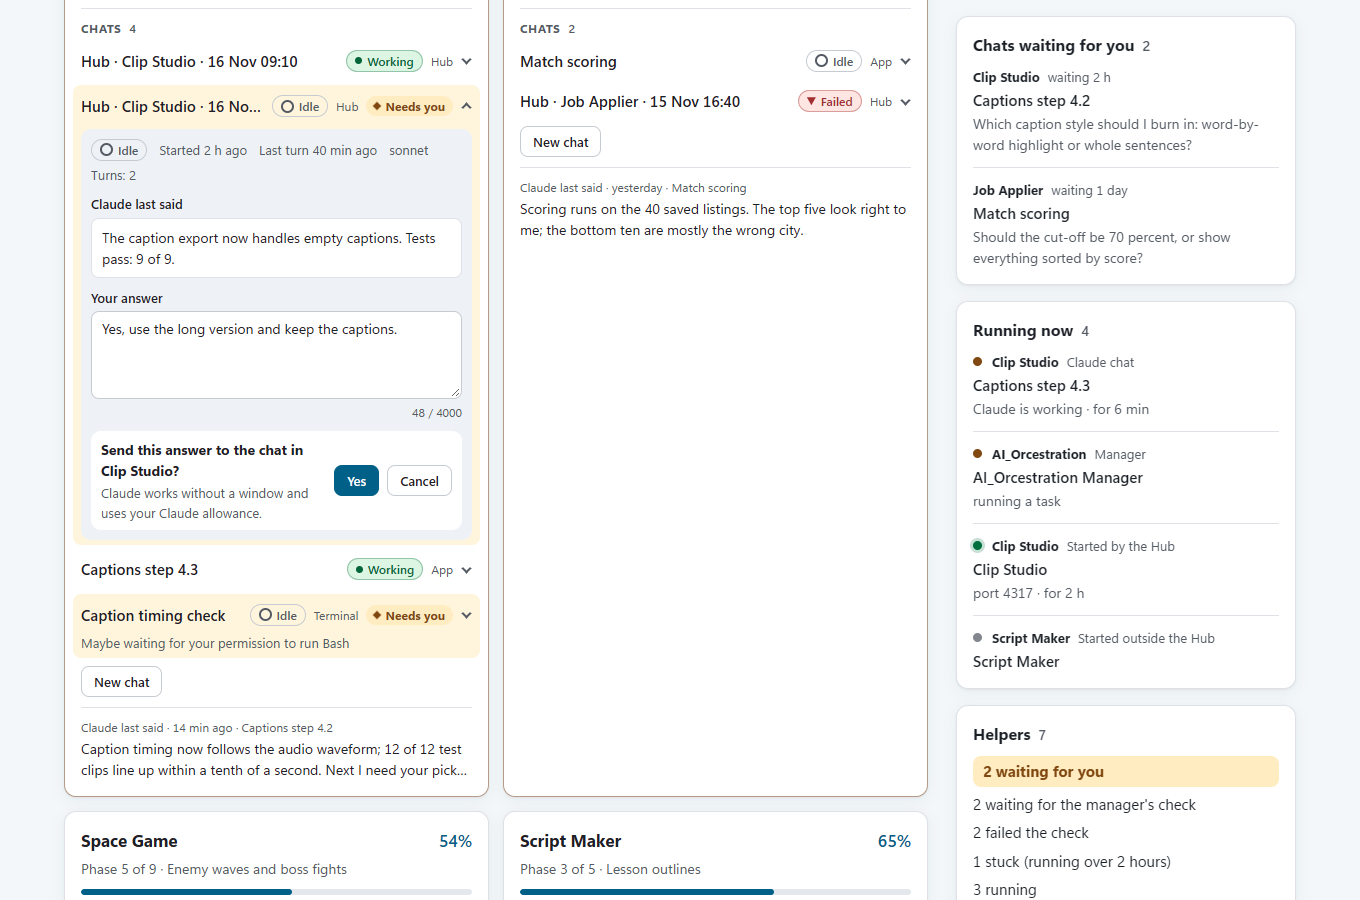 CHATS 4
Hub · Clip Studio · 16 Nov 09:10 Working Hub
Hub · Clip Studio · 16 No... Idle Hub Needs you
Idle Started 2 h ago Last turn 40 min ago sonnet
Turns: 2
Claude last said
The caption export now handles empty captions. Tests
pass: 9 of 9.
Your answer
Yes, use the long version and keep the captions.
48 / 4000
Send this answer to the chat in
Clip Studio?
Claude works without a window and
uses your Claude allowance.
Yes Cancel
Captions step 4.3 Working App
Caption timing check Idle Terminal Needs you
Maybe waiting for your permission to run Bash
New chat
Claude last said · 14 min ago · Captions step 4.2
Caption timing now follows the audio waveform; 12 of 12 test
clips line up within a tenth of a second. Next I need your pick...
CHATS 2
Match scoring Idle App
Hub · Job Applier · 15 Nov 16:40 Failed Hub
New chat
Claude last said · yesterday · Match scoring
Scoring runs on the 40 saved listings. The top five look right to
me; the bottom ten are mostly the wrong city.
Space Game 54%
Phase 5 of 9 · Enemy waves and boss fights
Script Maker 65%
Phase 3 of 5 · Lesson outlines
Chats waiting for you 2
Clip Studio waiting 2 h
Captions step 4.2
Which caption style should I burn in: word-by-
word highlight or whole sentences?
Job Applier waiting 1 day
Match scoring
Should the cut-off be 70 percent, or show
everything sorted by score?
Running now 4
Clip Studio Claude chat
Captions step 4.3
Claude is working · for 6 min
AI_Orcestration Manager
AI_Orcestration Manager
running a task
Clip Studio Started by the Hub
Clip Studio
port 4317 · for 2 h
Script Maker Started outside the Hub
Script Maker
Helpers 7
2 waiting for you
2 waiting for the manager's check
2 failed the check
1 stuck (running over 2 hours)
3 running